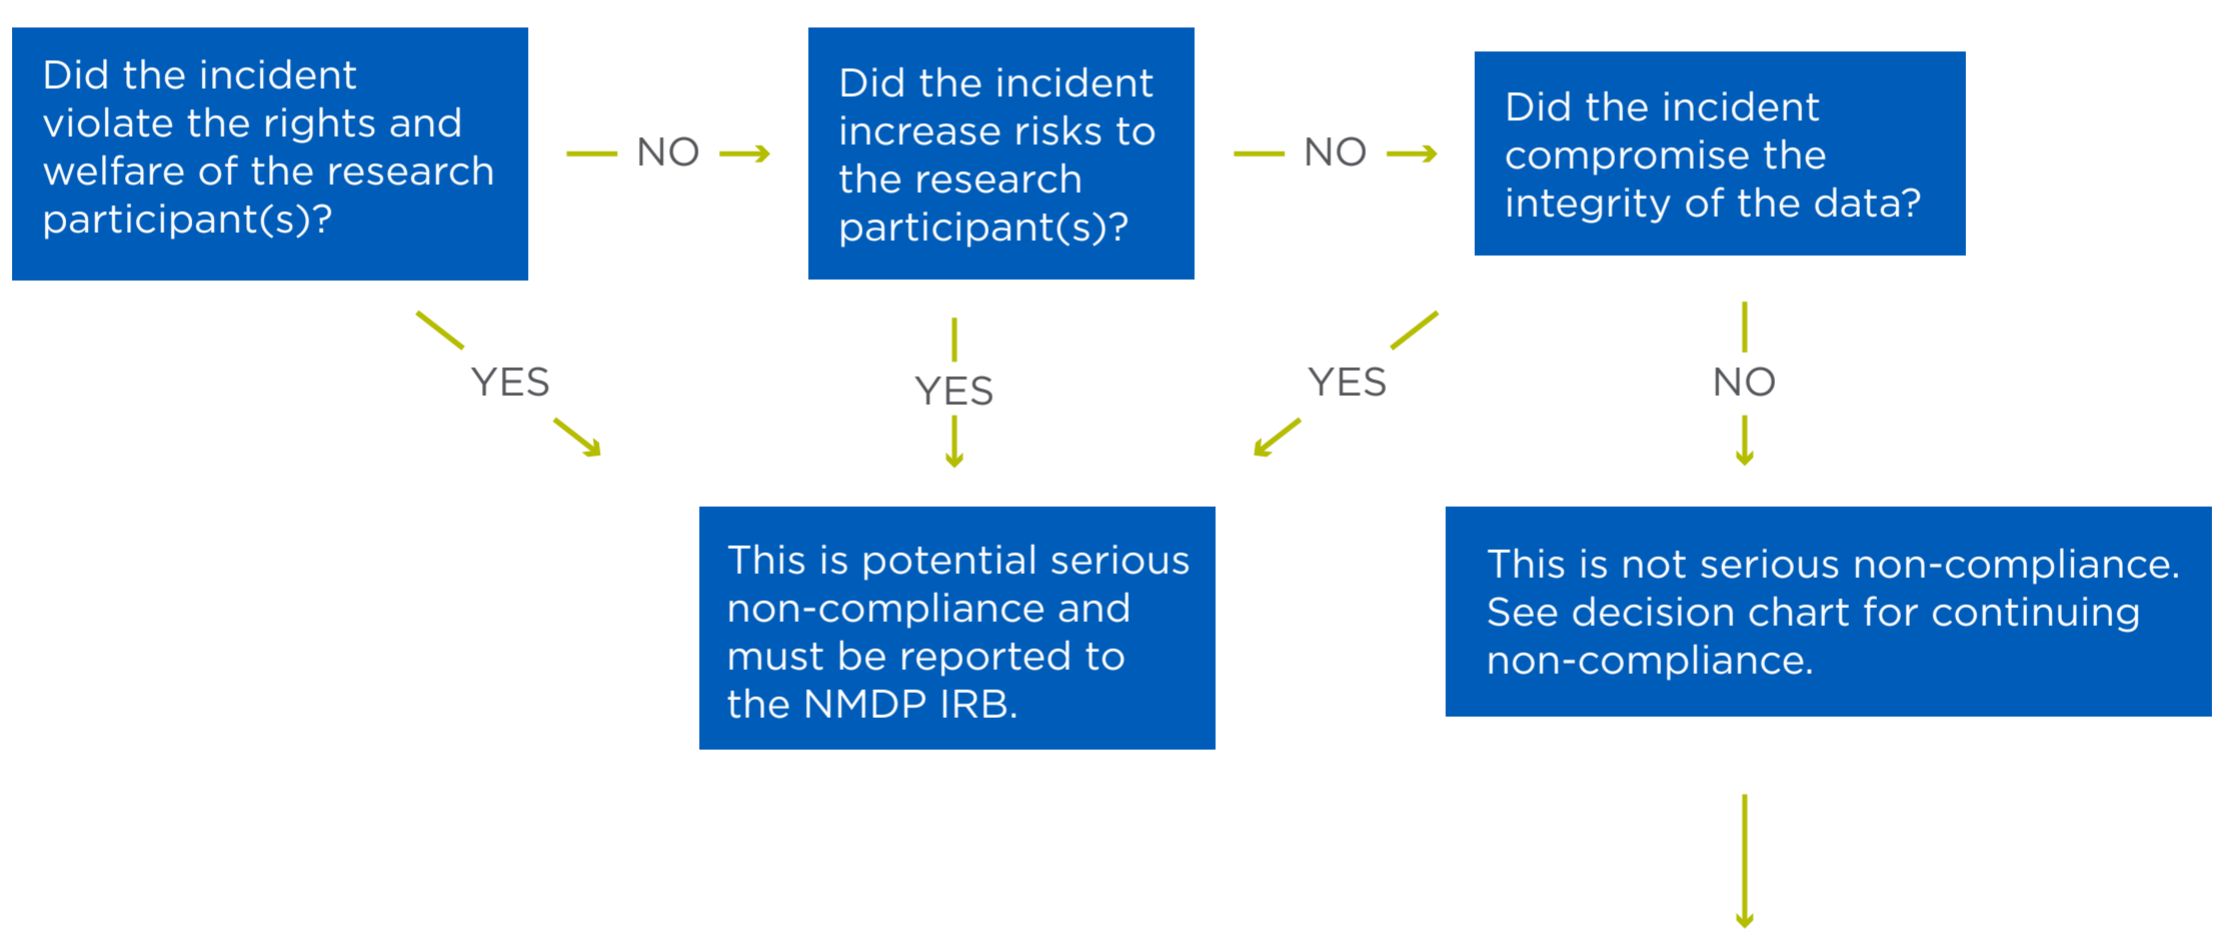 Did the incident
violate the rights and
welfare of the research
participant(s)?
NO
Did the incident
increase risks to
the research
participant(s)?
NO
Did the incident
compromise the
integrity of the data?
YES
YES
YES
NO
This is potential serious
non-compliance and
must be reported to
the NMDP IRB.
This is not serious non-compliance.
See decision chart for continuing
non-compliance.